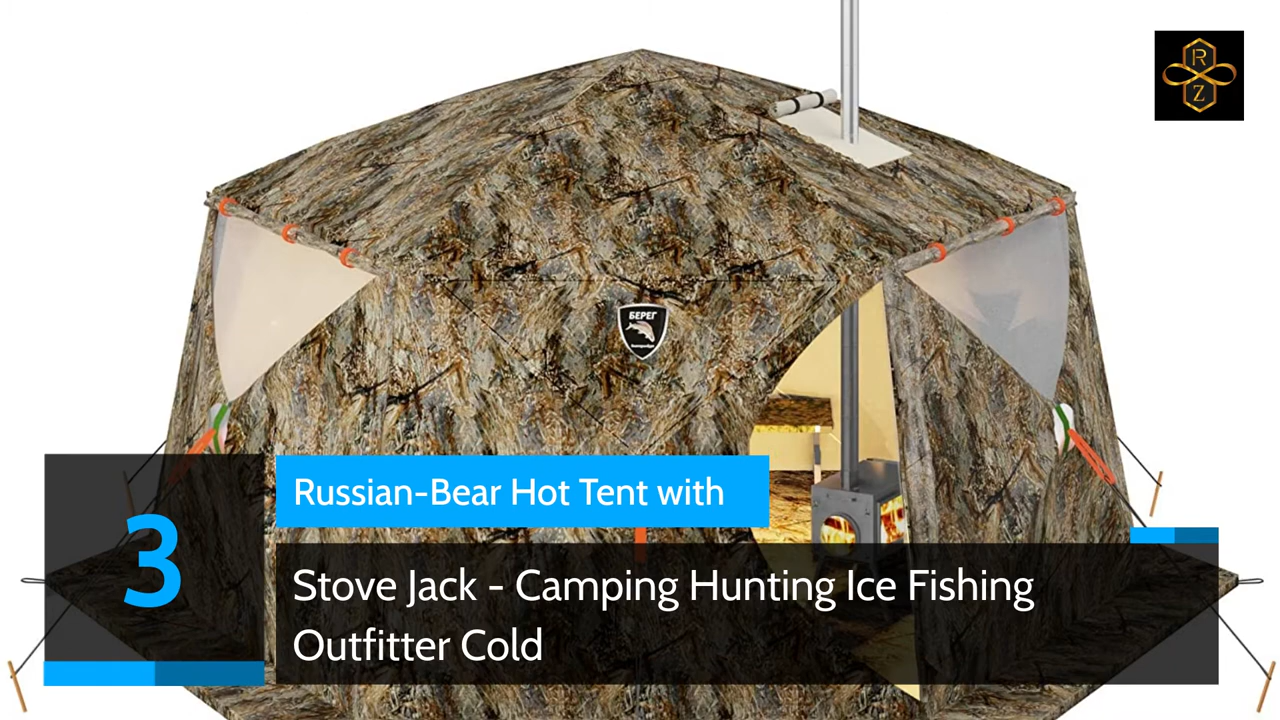 R
Z
БЕРЕГ
3
Russian-Bear Hot Tent with
Stove Jack - Camping Hunting Ice Fishing
Outfitter Cold